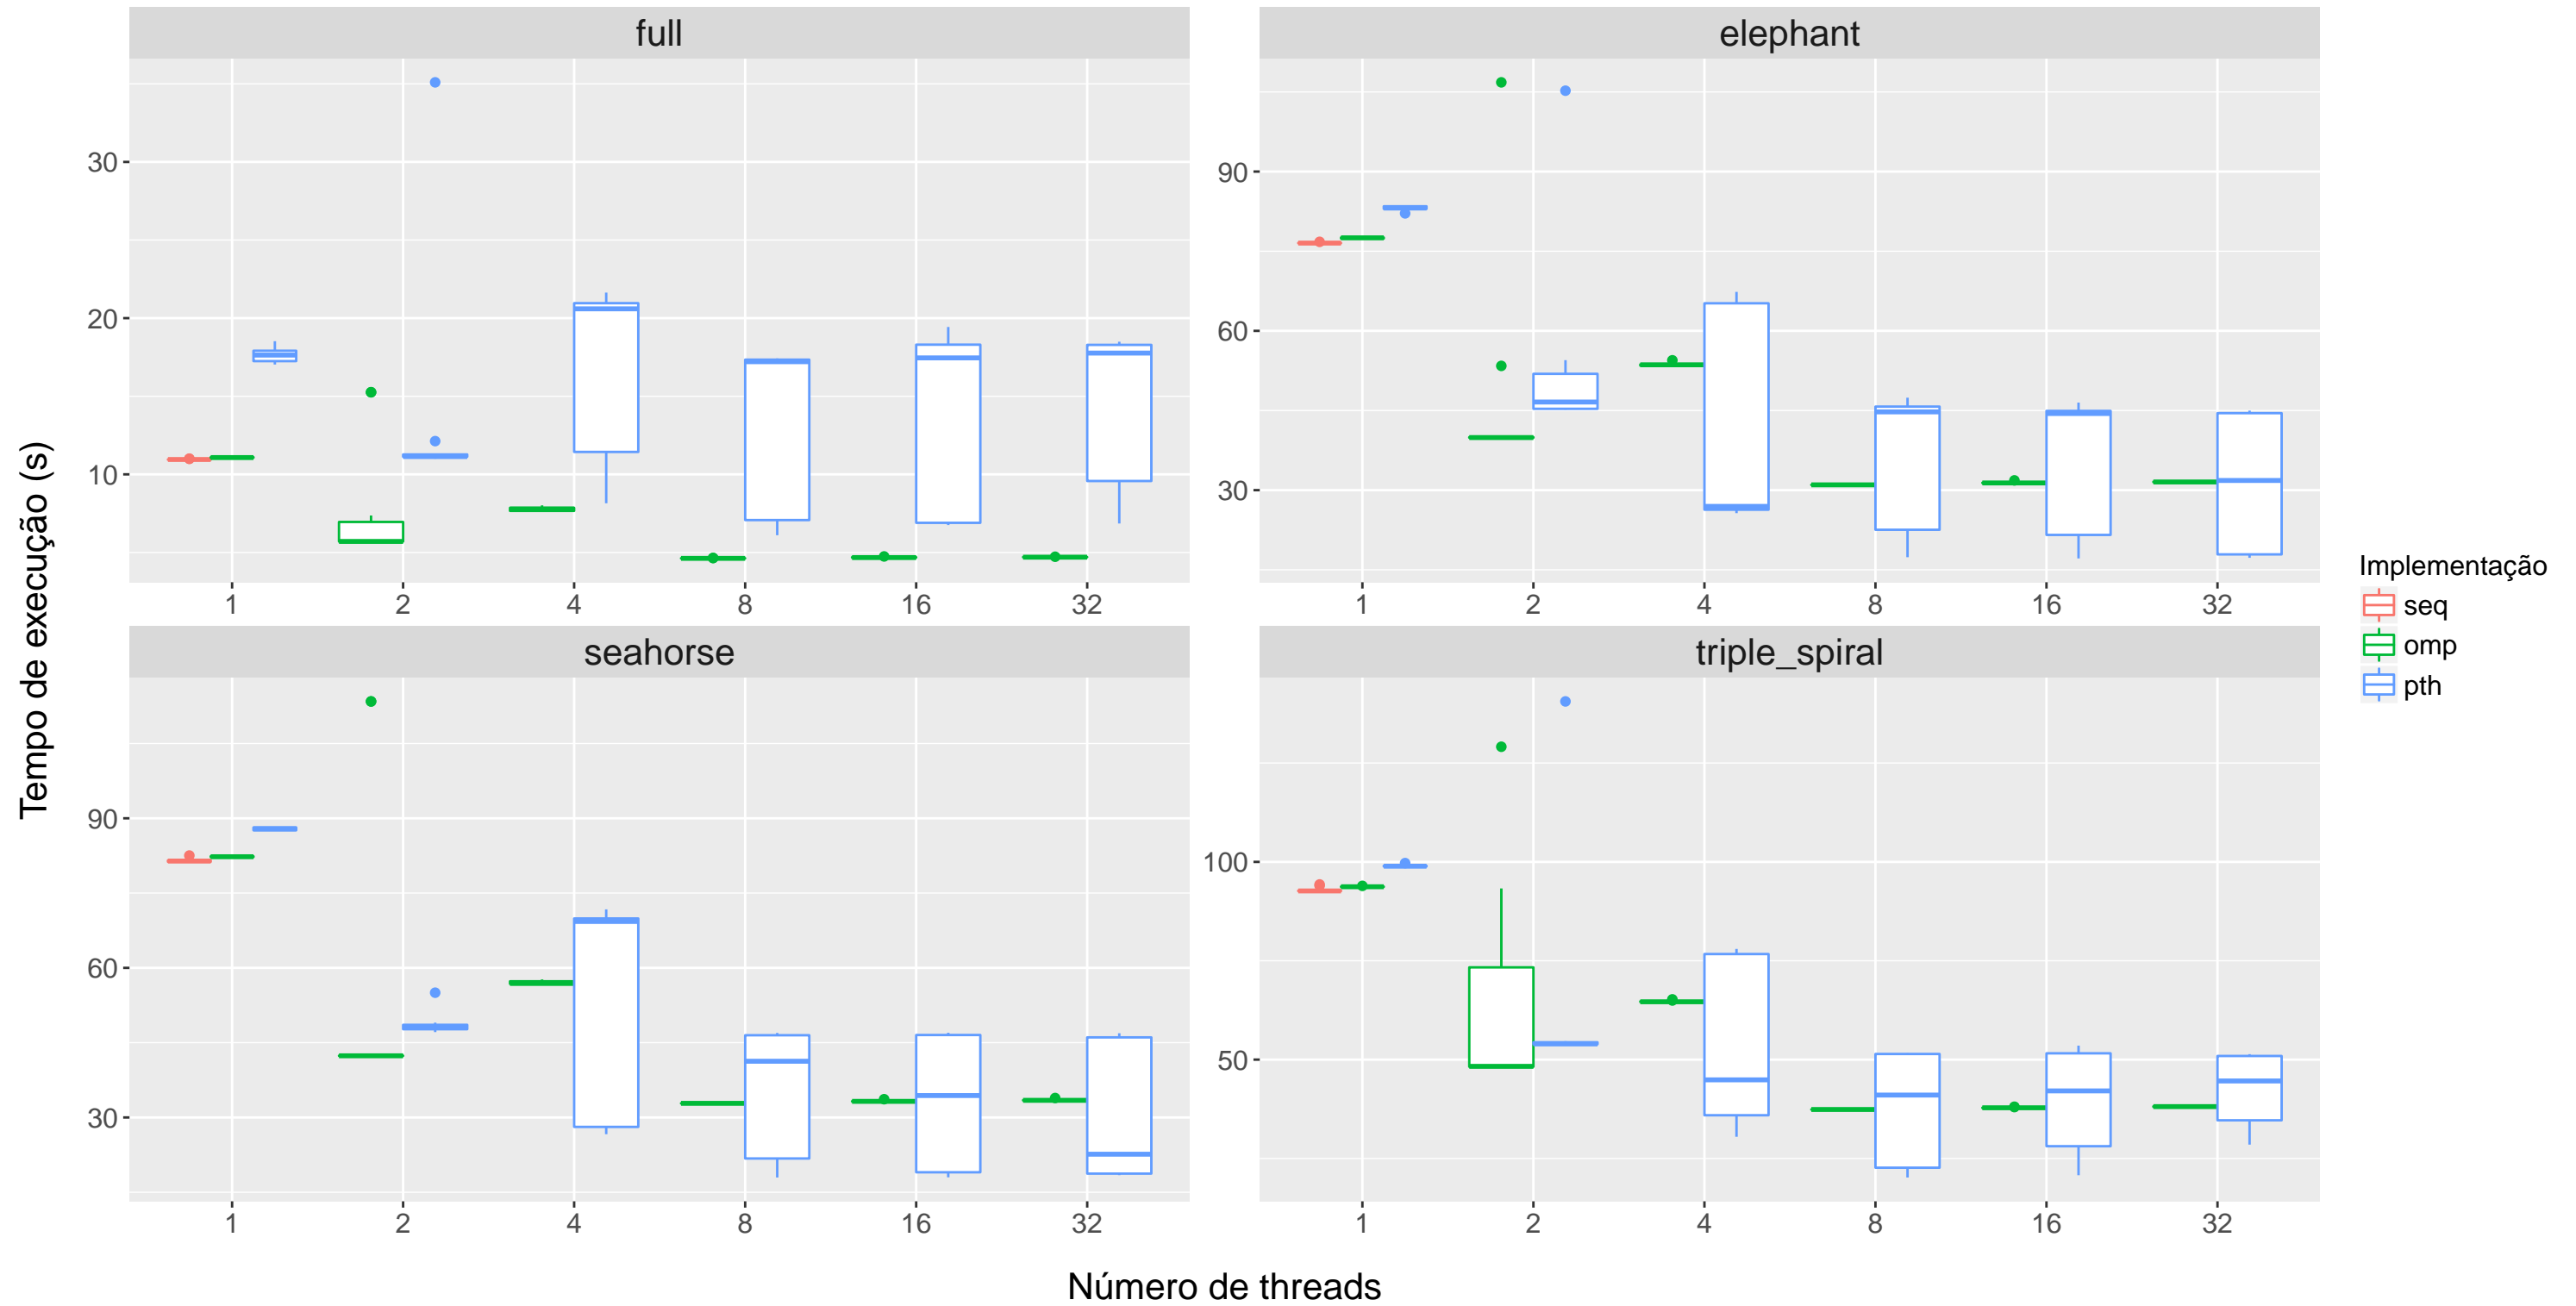 full
elephant
30
20
10
90
60
30
1 2 4 8 16 32
1 2 4 8 16 32
seahorse
triple_spiral
90
60
30
100
50
1 2 4 8 16 32
1 2 4 8 16 32
Tempo de execução (s)
Número de threads
Implementação
seq
omp
pth